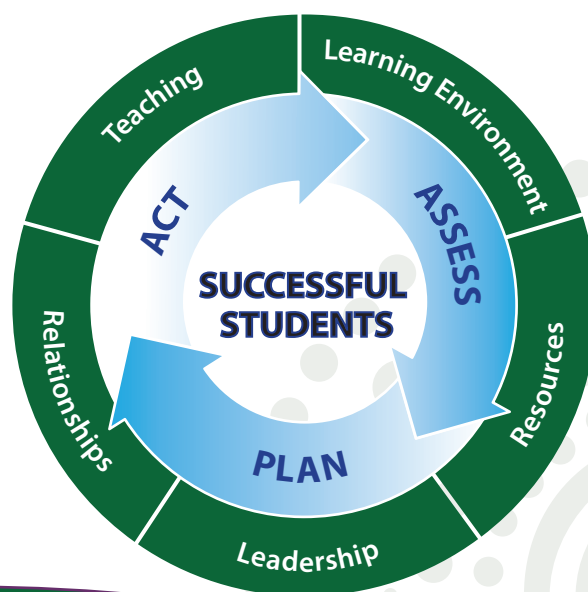 Teaching
Learning Environment
ACT
ASSESS
SUCCESSFUL
STUDENTS
Relationships
Resources
PLAN
Leadership